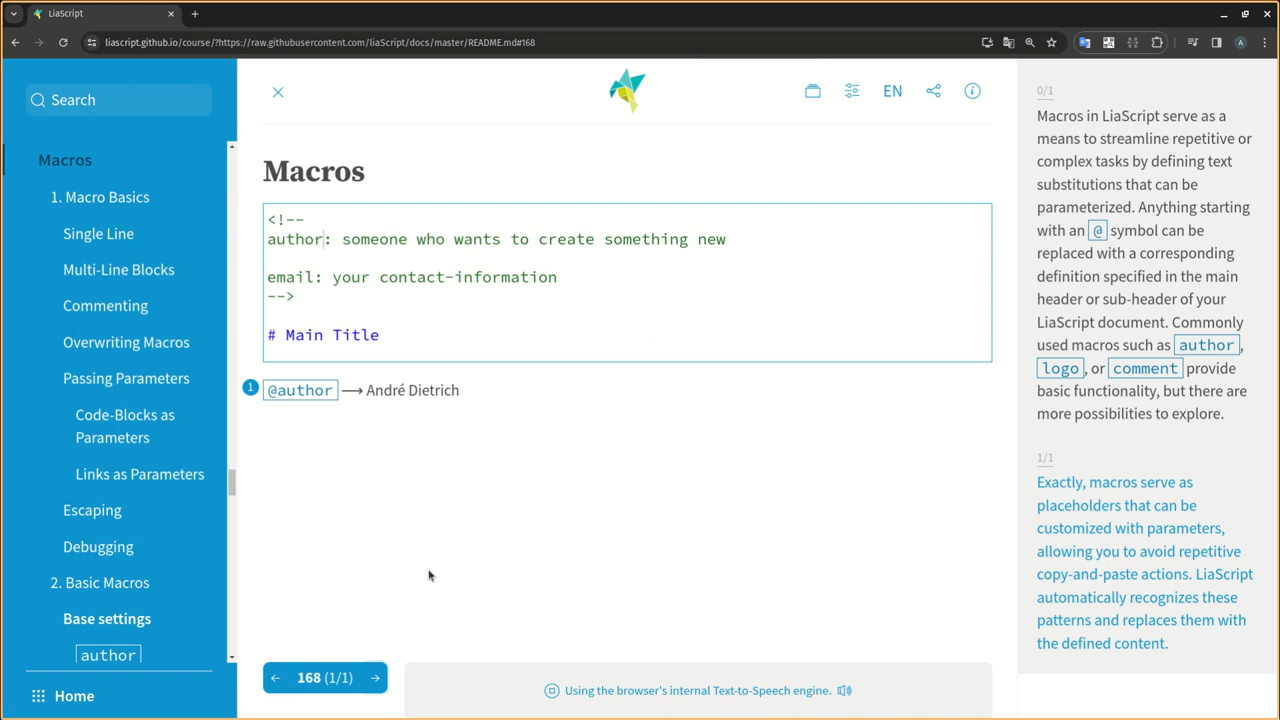 LiaScript
liascript.github.io/course/?https://raw.githubusercontent.com/liaScript/docs/master/README.md#168
A
Search
Macros
1. Macro Basics
Single Line
Multi-Line Blocks
Commenting
Overwriting Macros
Passing Parameters
Code-Blocks as
Parameters
Links as Parameters
Escaping
Debugging
2. Basic Macros
Base settings
author
Home
EN
Macros
<!--
author: someone who wants to create something new
email: your contact-information
-->
# Main Title
1 @author ⟶ André Dietrich
168 (1/1)
Using the browser's internal Text-to-Speech engine.
0/1
Macros in LiaScript serve as a
means to streamline repetitive or
complex tasks by defining text
substitutions that can be
parameterized. Anything starting
with an @ symbol can be
replaced with a corresponding
definition specified in the main
header or sub-header of your
LiaScript document. Commonly
used macros such as author,
logo, or comment provide
basic functionality, but there are
more possibilities to explore.
1/1
Exactly, macros serve as
placeholders that can be
customized with parameters,
allowing you to avoid repetitive
copy-and-paste actions. LiaScript
automatically recognizes these
patterns and replaces them with
the defined content.